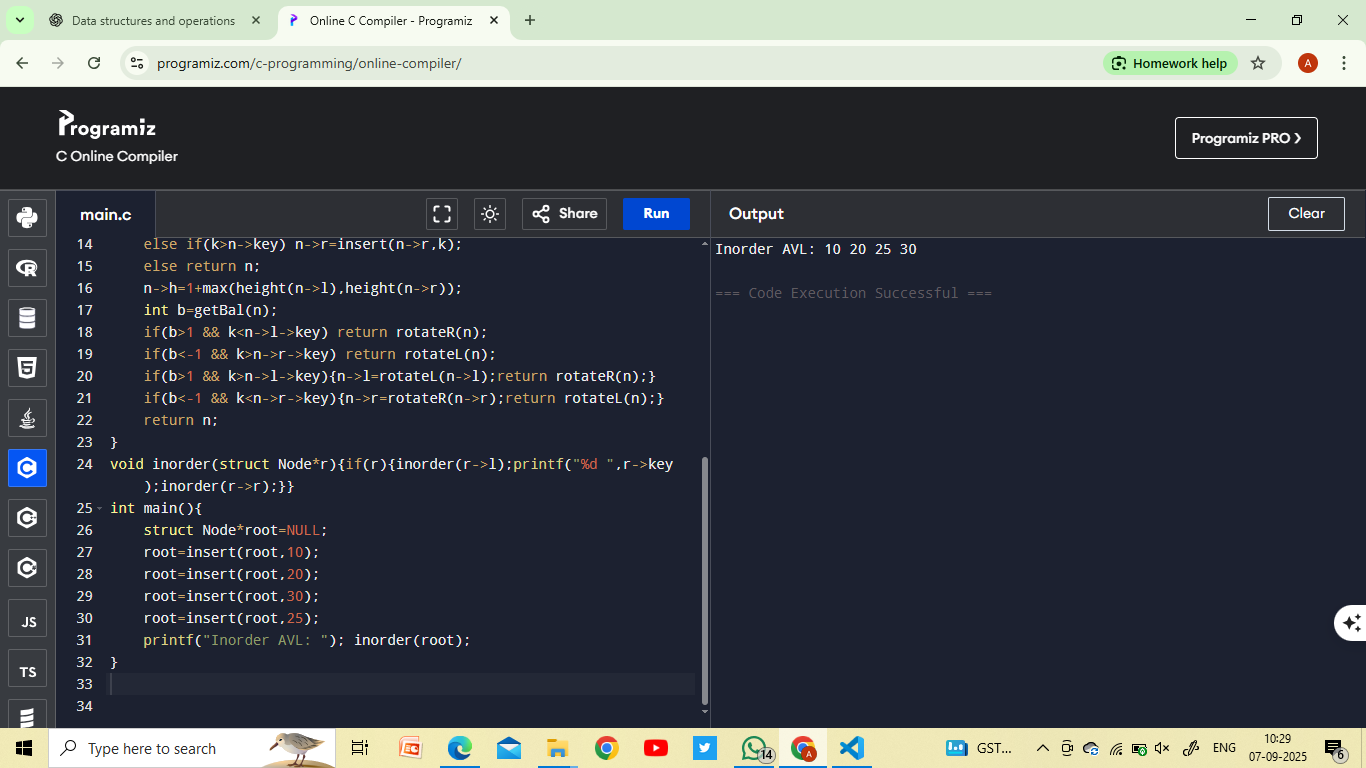 Data structures and operations
Online C Compiler - Programiz
programiz.com/c-programming/online-compiler/
Homework help
A
Programiz
C Online Compiler
Programiz PRO
main.c
Share
Run
Output
Clear
14 else if(k>n->key) n->r=insert(n->r,k);
15 else return n;
16 n->h=1+max(height(n->l),height(n->r));
17 int b=getBal(n);
18 if(b>1 && k<n->l->key) return rotateR(n);
19 if(b<-1 && k>n->r->key) return rotateL(n);
20 if(b>1 && k>n->l->key){n->l=rotateL(n->l);return rotateR(n);}
21 if(b<-1 && k<n->r->key){n->r=rotateR(n->r);return rotateL(n);}
22 return n;
23 }
24 void inorder(struct Node*r){if(r){inorder(r->l);printf("%d ",r->key
);inorder(r->r);}}
25 int main(){
26 struct Node*root=NULL;
27 root=insert(root,10);
28 root=insert(root,20);
29 root=insert(root,30);
30 root=insert(root,25);
31 printf("Inorder AVL: "); inorder(root);
32 }
33
34
Inorder AVL: 10 20 25 30
=== Code Execution Successful ===
JS
TS
Type here to search
14
A
GST...
ENG
10:29
07-09-2025
6